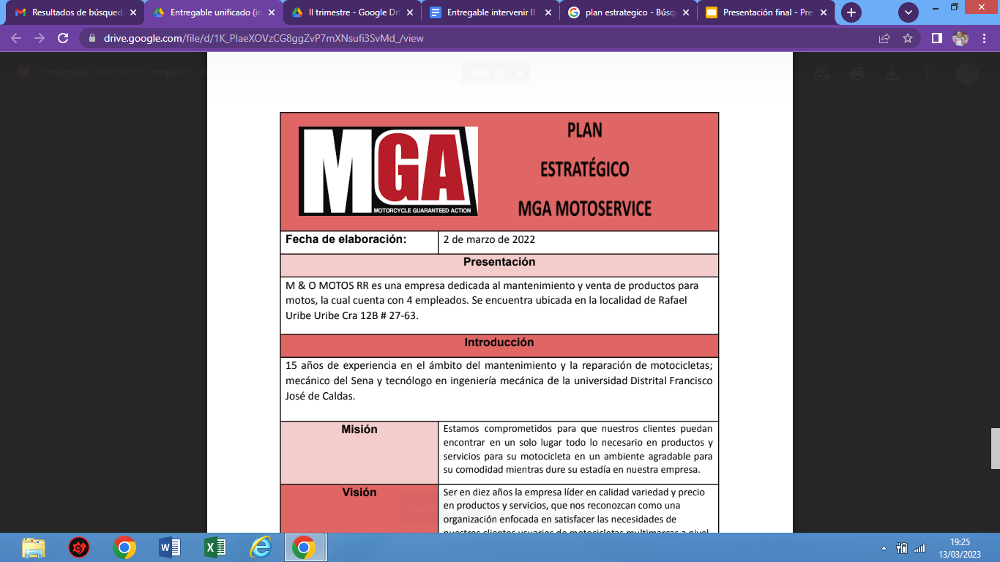 Resultados de búsqued
Entregable unificado (in
II trimestre - Google Dri
Entregable intervenir II
plan estrategico - Búsqu
Presentación final - Pres
drive.google.com/file/d/1K_PlaeXOVzCG8ggZvP7mXNsufi3SvMd_/view
Entregable unificado (incompleto).pdf
Abrir con
MGA
MOTORCYCLE GUARANTEED ACTION
PLAN
ESTRATÉGICO
MGA MOTOSERVICE
Fecha de elaboración:
2 de marzo de 2022
Presentación
M & O MOTOS RR es una empresa dedicada al mantenimiento y venta de productos para
motos, la cual cuenta con 4 empleados. Se encuentra ubicada en la localidad de Rafael
Uribe Uribe Cra 12B # 27-63.
Introducción
15 años de experiencia en el ámbito del mantenimiento y la reparación de motocicletas;
mecánico del Sena y tecnólogo en ingeniería mecánica de la universidad Distrital Francisco
José de Caldas.
Misión
Estamos comprometidos para que nuestros clientes puedan
encontrar en un solo lugar todo lo necesario en productos y
servicios para su motocicleta en un ambiente agradable para
su comodidad mientras dure su estadía en nuestra empresa.
Visión
Ser en diez años la empresa líder en calidad variedad y precio
en productos y servicios, que nos reconozcan como una
organización enfocada en satisfacer las necesidades de
nuestros clientes usuarios de motocicletas multimarcas a nivel
19:25
13/03/2023